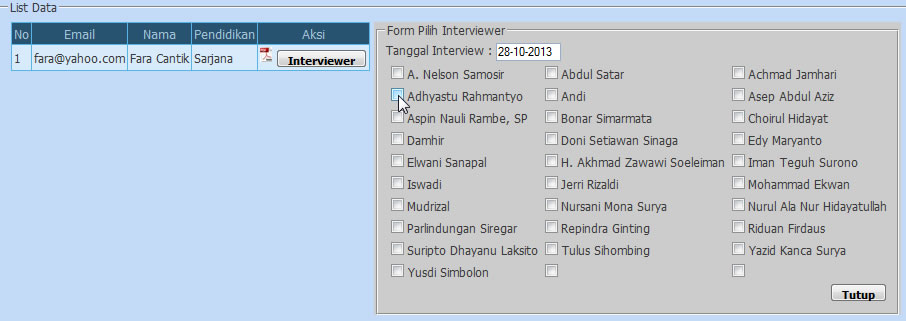 List Data
No Email Nama Pendidikan Aksi
1 fara@yahoo.com Fara Cantik Sarjana Interviewer
Form Pilih Interviewer
Tanggal Interview : 28-10-2013
A. Nelson Samosir Abdul Satar Achmad Jamhari
Adhyastu Rahmantyo Andi Asep Abdul Aziz
Aspin Nauli Rambe, SP Bonar Simarmata Choirul Hidayat
Damhir Doni Setiawan Sinaga Edy Maryanto
Elwani Sanapal H. Akhmad Zawawi Soeleiman Iman Teguh Surono
Iswadi Jerri Rizaldi Mohammad Ekwan
Mudrizal Nursani Mona Surya Nurul Ala Nur Hidayatullah
Parlindungan Siregar Repindra Ginting Riduan Firdaus
Suripto Dhayanu Laksito Tulus Sihombing Yazid Kanca Surya
Yusdi Simbolon
Tutup